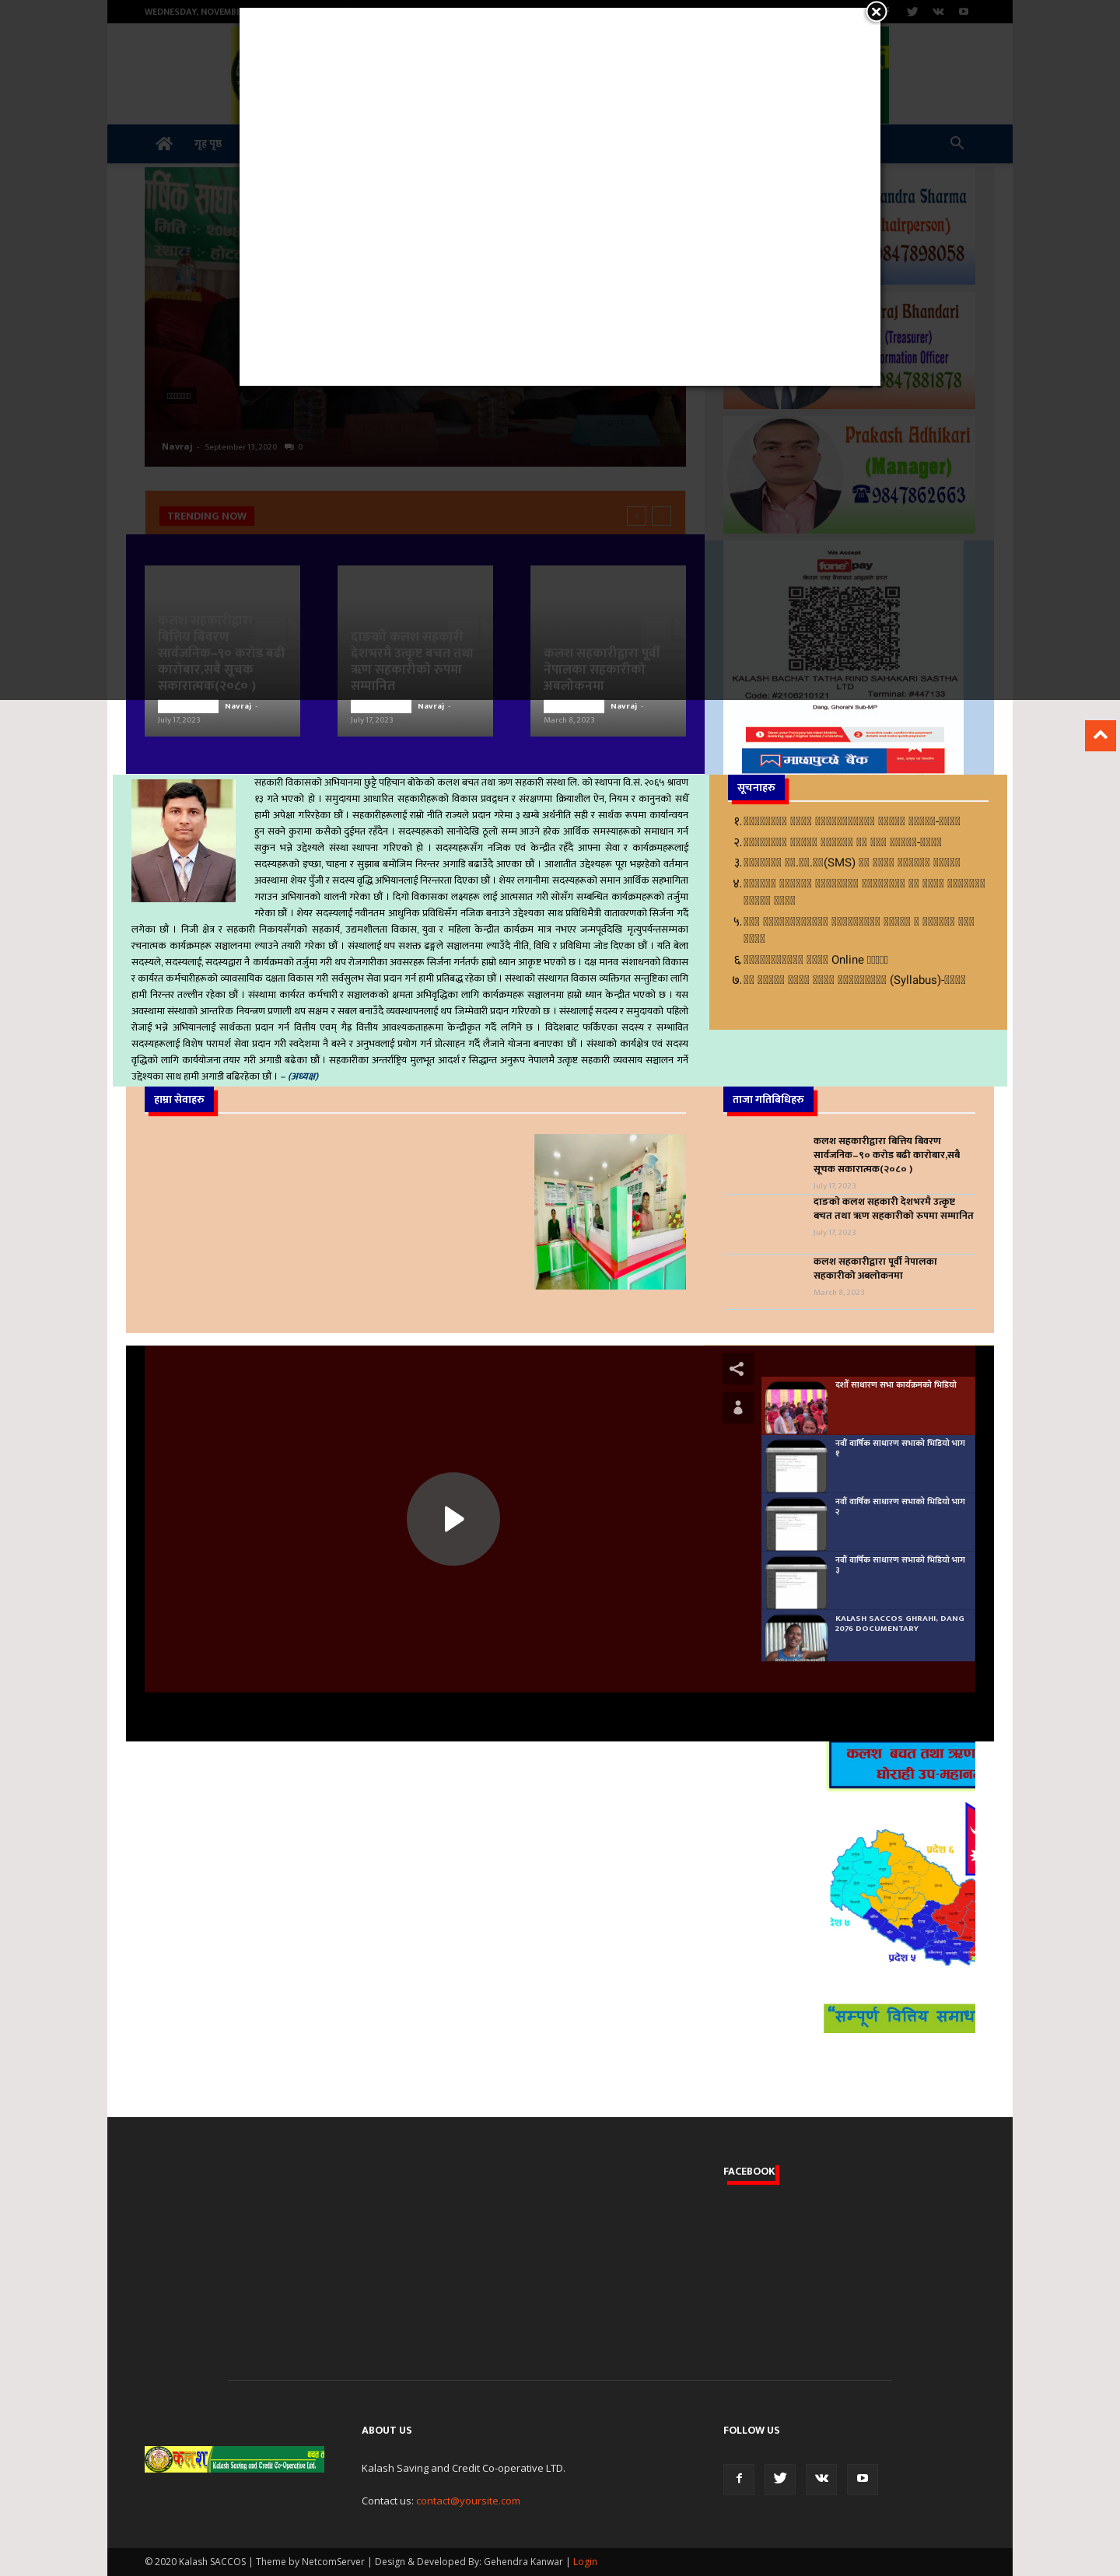 WEDNESDAY,
गृह पृष्ठ
andra Sharma
hairperson)
9847898058
raj Bhandari
(Treasurer)
ormation Officer
9847881878
Navraj - September 13, 2020 0
Prakash Adhikari
(Manager)
☎9847862663
TRENDING NOW
कलश सहकारीद्वारा
बित्तिय बिवरण
सार्वजनिक–९० करोड बढी
कारोबार,सबै सूचक
सकारात्मक(२०८० )
Navraj -
July 17, 2023
दाङको कलश सहकारी
देशभरमै उत्कृष्ट बचत तथा
ऋण सहकारीको रुपमा
सम्मानित
Navraj -
July 17, 2023
कलश सहकारीद्वारा पूर्वी
नेपालका सहकारीको
अबलोकनमा
Navraj -
March 8, 2023
We Accept
fonepay
KALASH BACHAT TATHA RIND SAHAKARI SASTHA
LTD
Code: #2106210121 Terminal: #447133
Dang, Ghorahi Sub-MP
माछापुच्छ्रे बैंक
सहकारी विकासको अभियानमा छुट्टै पहिचान बोकेको कलश बचत तथा ऋण सहकारी संस्था लि. को स्थापना वि.सं. २०६५ श्रावण
१३ गते भएको हो । समुदायमा आधारित सहकारीहरूको विकास प्रवद्र्धन र संरक्षणमा क्रियाशील ऐन, नियम र कानुनको सधैँ
हामी अपेक्षा गरिरहेका छौं । सहकारीहरूलाई राम्रो नीति राज्यले प्रदान गरेमा ३ खम्बे अर्थनीति सही र सार्थक रूपमा कार्यान्वयन
हुन सक्ने कुरामा कसैको दुईमत रहँदैन । सदस्यहरूको सानोदेखि ठूलो सम्म आउने हरेक आर्थिक समस्याहरूको समाधान गर्न
सकुन भन्ने उद्देश्यले संस्था स्थापना गरिएको हो । सदस्यहरूसँग नजिक एवं केन्द्रीत रहँदै आफ्ना सेवा र कार्यक्रमहरूलाई
सदस्यहरूको इच्छा, चाहना र सुझाब बमोजिम निरन्तर अगाडि बढाउँदै आएका छौं । आशातीत उद्देश्यहरू पूरा भइरहेको वर्तमान
अवस्थामा शेयर पुँजी र सदस्य वृद्धि अभियानलाई निरन्तरता दिएका छौं । शेयर लगानीमा सदस्यहरूको समान आर्थिक सहभागिता
गराउन अभियानको थालनी गरेका छौं । दिगो विकासका लक्ष्यहरू लाई आत्मसात गरी सोसँग सम्बन्धित कार्यक्रमहरूको तर्जुमा
गरेका छौं । शेयर सदस्यलाई नवीनतम आधुनिक प्रविधिसँग नजिक बनाउने उद्देश्यका साथ प्रविधिमैत्री वातावरणको सिर्जना गर्दै
लगेका छौं । निजी क्षेत्र र सहकारी निकायसँगको सहकार्य, उद्यमशीलता विकास, युवा र महिला केन्द्रीत कार्यक्रम मात्र नभएर जन्मपूर्वदेखि मृत्युपर्यन्तसम्मका
रचनात्मक कार्यक्रमहरू सञ्चालनमा ल्याउने तयारी गरेका छौं । संस्थालाई थप सशक्त ढङ्गले सञ्चालनमा ल्याउँदै नीति, विधि र प्रविधिमा जोड दिएका छौं । यति बेला
सदस्यले, सदस्यलाई, सदस्यद्वारा नै कार्यक्रमको तर्जुमा गरी थप रोजगारीका अवसरहरू सिर्जना गर्नतर्फ हाम्रो ध्यान आकृष्ट भएको छ । दक्ष मानव संशाधनको विकास
र कार्यरत कर्मचारीहरूको व्यावसायिक दक्षता विकास गरी सर्वसुलभ सेवा प्रदान गर्न हामी प्रतिबद्ध रहेका छौं । संस्थाको संस्थागत विकास व्यक्तिगत सन्तुष्टिका लागि
हामी निरन्तर तल्लीन रहेका छौं । संस्थामा कार्यरत कर्मचारी र सञ्चालकको क्षमता अभिवृद्धिका लागि कार्यक्रमहरू सञ्चालनमा हाम्रो ध्यान केन्द्रीत भएको छ । यस
अवस्थामा संस्थाको आन्तरिक नियन्त्रण प्रणाली थप सक्षम र सबल बनाउँदै व्यवस्थापनलाई थप जिम्मेवारी प्रदान गरिएको छ । संस्थालाई सदस्य र समुदायको पहिलो
रोजाई भन्ने अभियानलाई सार्थकता प्रदान गर्न वित्तीय एवम् गैह्र वित्तीय आवश्यकताहरूमा केन्द्रीकृत गर्दै लगिने छ । विदेशबाट फर्किएका सदस्य र सम्भावित
सदस्यहरूलाई विशेष परामर्श सेवा प्रदान गरी स्वदेशमा नै बस्ने र अनुभवलाई प्रयोग गर्न प्रोत्साहन गर्दै लैजाने योजना बनाएका छौं । संस्थाको कार्यक्षेत्र एवं सदस्य
वृद्धिको लागि कार्ययोजना तयार गरी अगाडी बढेका छौं । सहकारीका अन्तर्राष्ट्रिय मुलभूत आदर्श र सिद्धान्त अनुरूप नेपालमै उत्कृष्ट सहकारी व्यवसाय सञ्चालन गर्ने
उद्देश्यका साथ हामी अगाडी बढिरहेका छौं । – (अध्यक्ष)
सूचनाहरु
१.
२.
३. (SMS)
४.
५.
६. Online
७. (Syllabus)-
हाम्रा सेवाहरु
ताजा गतिबिधिहरु
कलश सहकारीद्वारा बित्तिय बिवरण
सार्वजनिक–९० करोड बढी कारोबार,सबै
सूचक सकारात्मक(२०८० )
July 17, 2023
दाङको कलश सहकारी देशभरमै उत्कृष्ट
बचत तथा ऋण सहकारीको रुपमा सम्मानित
July 17, 2023
कलश सहकारीद्वारा पूर्वी नेपालका
सहकारीको अबलोकनमा
March 8, 2023
दशौं साधारण सभा कार्यक्रमको भिडियो
नवौं वार्षिक साधारण सभाको भिडियो भाग
१
नवौं वार्षिक साधारण सभाको भिडियो भाग
२
नवौं वार्षिक साधारण सभाको भिडियो भाग
३
KALASH SACCOS GHRAHI, DANG
2076 DOCUMENTARY
कलश बचत तथा ऋण
घोराही उप-महान
प्रदेश ६
देश ७
प्रदेश ५
“सम्पूर्ण वित्तिय समाध
FACEBOOK
कलश
Kalash Saving and Credit Co-Operative Ltd.
ABOUT US
Kalash Saving and Credit Co-operative LTD.
Contact us: contact@yoursite.com
FOLLOW US
© 2020 Kalash SACCOS | Theme by NetcomServer | Design & Developed By: Gehendra Kanwar | Login